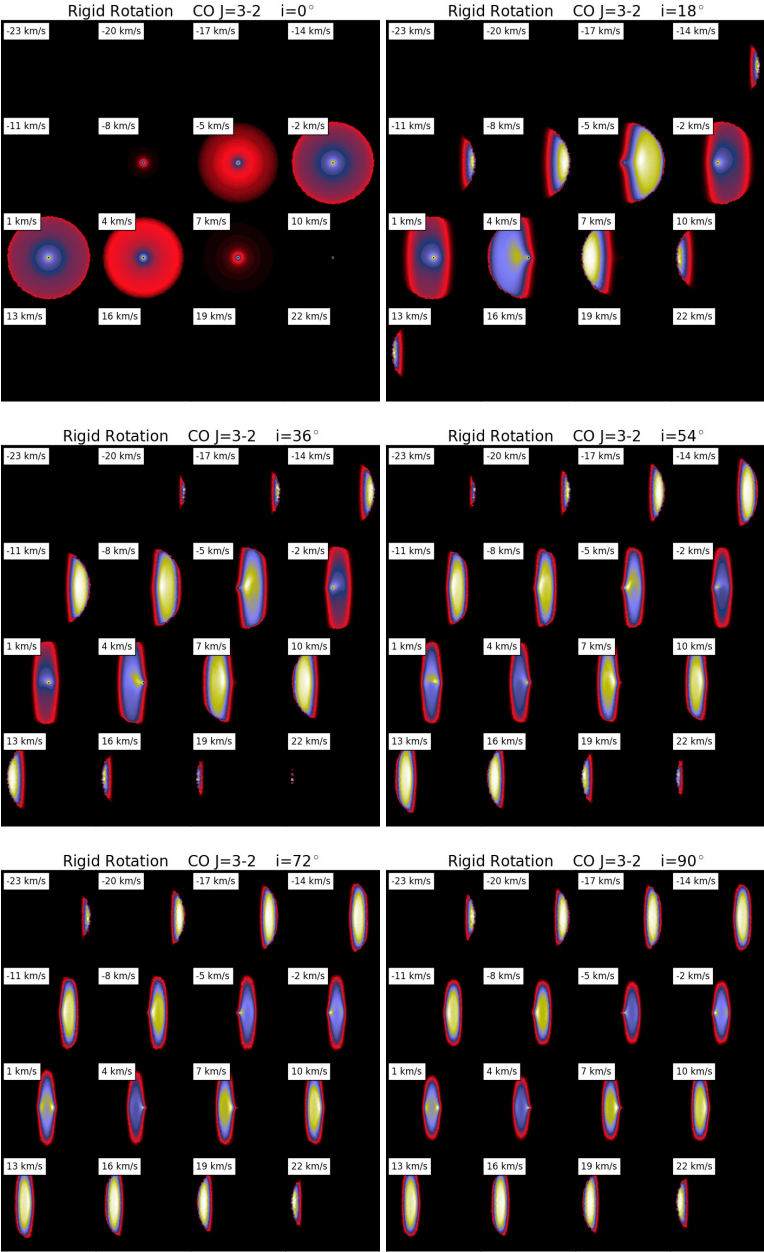 Rigid Rotation CO J=3-2 i=0°
-23 km/s -20 km/s -17 km/s -14 km/s
-11 km/s -8 km/s -5 km/s -2 km/s
1 km/s 4 km/s 7 km/s 10 km/s
13 km/s 16 km/s 19 km/s 22 km/s
Rigid Rotation CO J=3-2 i=18°
-23 km/s -20 km/s -17 km/s -14 km/s
-11 km/s -8 km/s -5 km/s -2 km/s
1 km/s 4 km/s 7 km/s 10 km/s
13 km/s 16 km/s 19 km/s 22 km/s
Rigid Rotation CO J=3-2 i=36°
-23 km/s -20 km/s -17 km/s -14 km/s
-11 km/s -8 km/s -5 km/s -2 km/s
1 km/s 4 km/s 7 km/s 10 km/s
13 km/s 16 km/s 19 km/s 22 km/s
Rigid Rotation CO J=3-2 i=54°
-23 km/s -20 km/s -17 km/s -14 km/s
-11 km/s -8 km/s -5 km/s -2 km/s
1 km/s 4 km/s 7 km/s 10 km/s
13 km/s 16 km/s 19 km/s 22 km/s
Rigid Rotation CO J=3-2 i=72°
-23 km/s -20 km/s -17 km/s -14 km/s
-11 km/s -8 km/s -5 km/s -2 km/s
1 km/s 4 km/s 7 km/s 10 km/s
13 km/s 16 km/s 19 km/s 22 km/s
Rigid Rotation CO J=3-2 i=90°
-23 km/s -20 km/s -17 km/s -14 km/s
-11 km/s -8 km/s -5 km/s -2 km/s
1 km/s 4 km/s 7 km/s 10 km/s
13 km/s 16 km/s 19 km/s 22 km/s